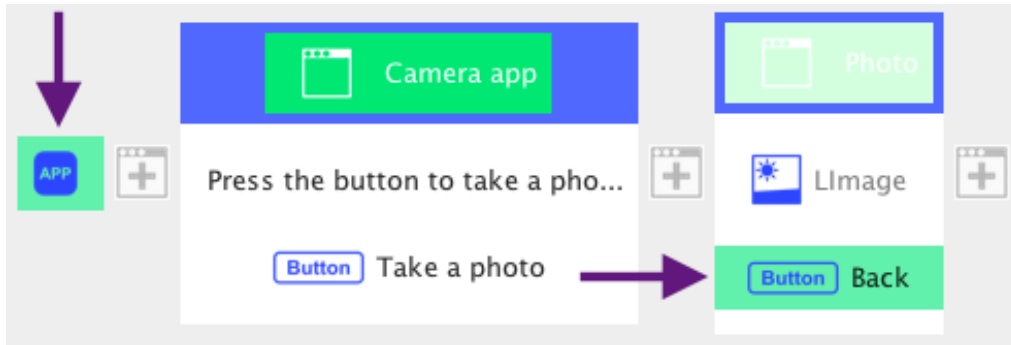 Camera app
Photo
APP
Press the button to take a pho...
LImage
Button Take a photo
Button Back